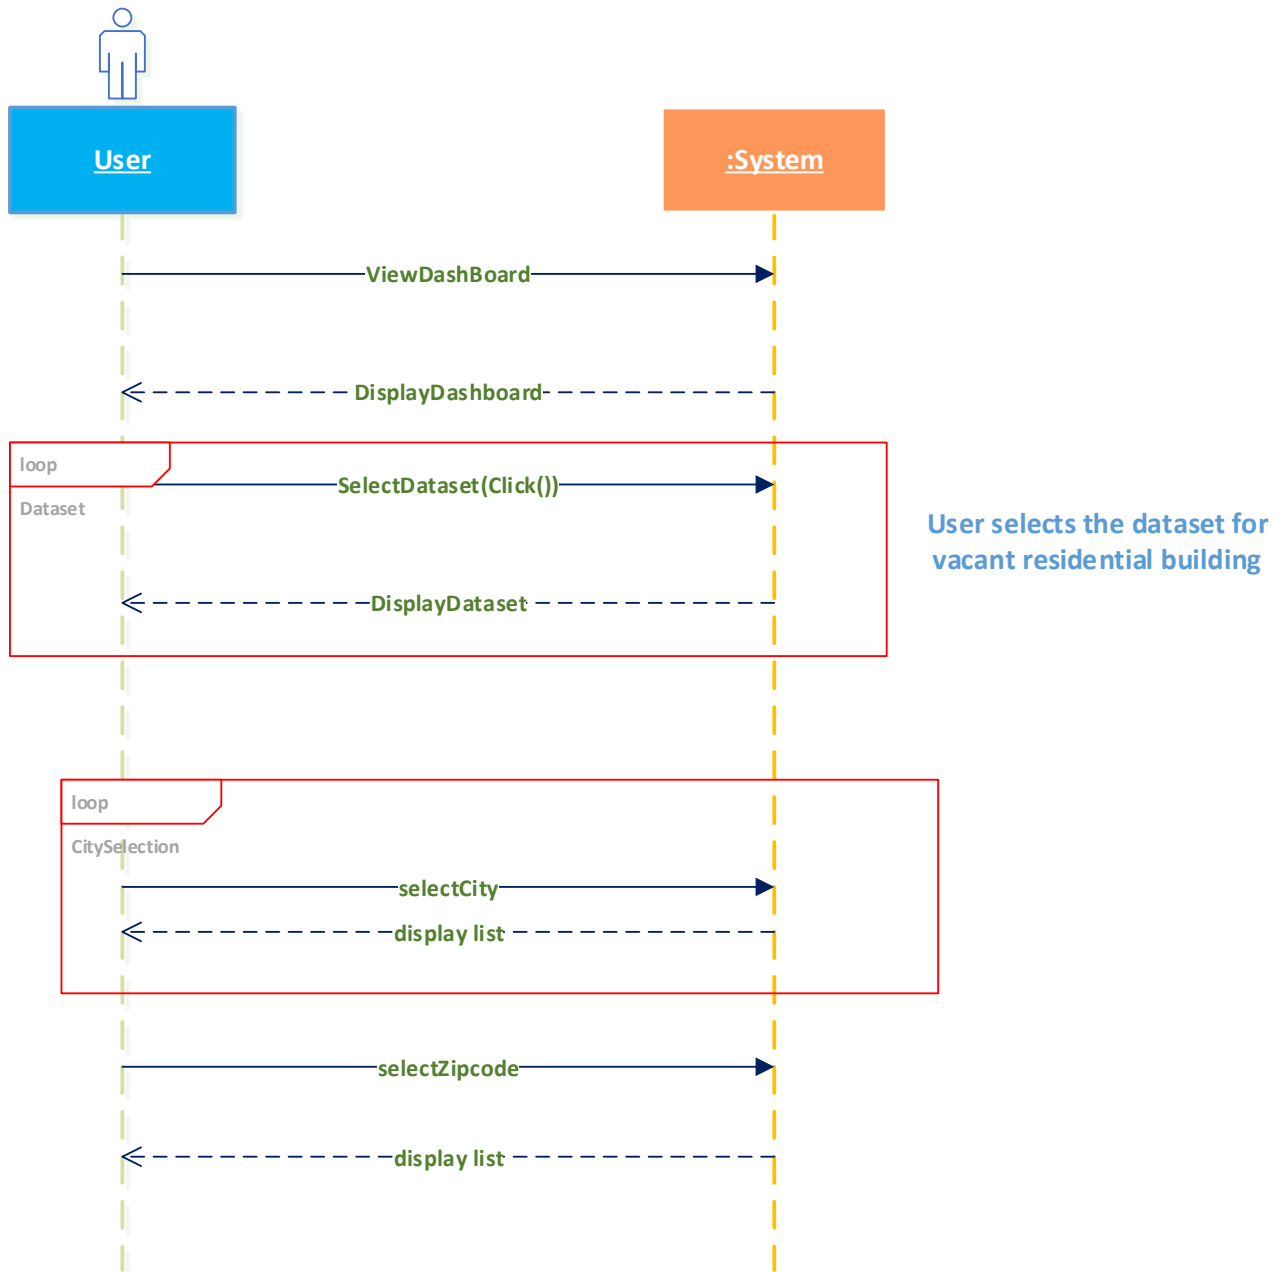 User
:System
ViewDashBoard
DisplayDashboard
loop
SelectDataset(Click())
Dataset
User selects the dataset for
vacant residential building
DisplayDataset
loop
CitySelection
selectCity
display list
selectZipcode
display list